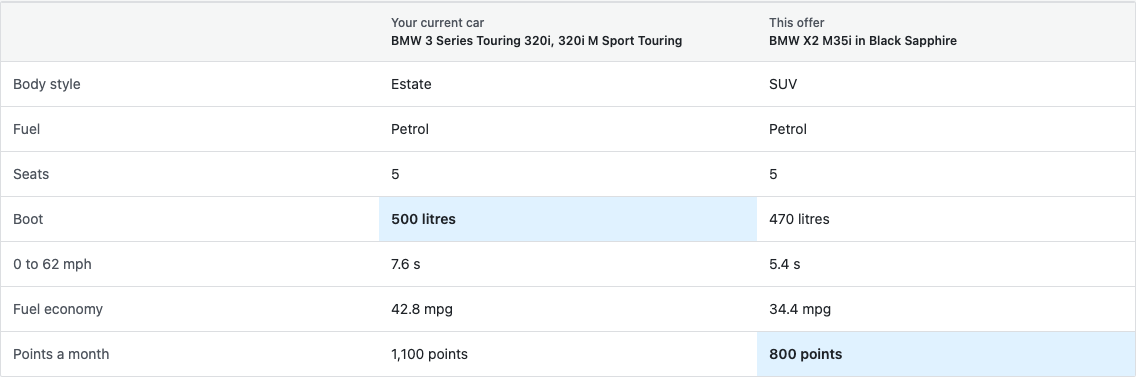 Your current car
BMW 3 Series Touring 320i, 320i M Sport Touring
This offer
BMW X2 M35i in Black Sapphire
Body style Estate SUV
Fuel Petrol Petrol
Seats 5 5
Boot 500 litres 470 litres
0 to 62 mph 7.6 s 5.4 s
Fuel economy 42.8 mpg 34.4 mpg
Points a month 1,100 points 800 points